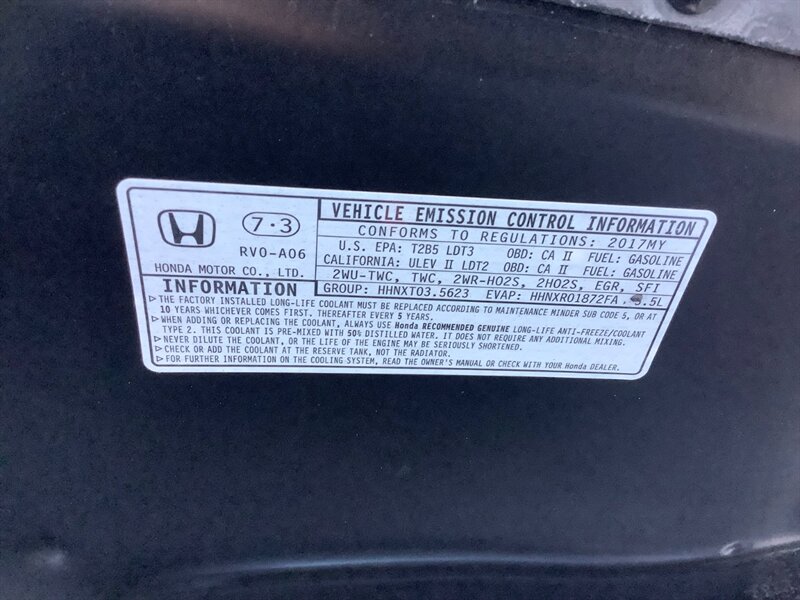 7·3
RV0-A06
HONDA MOTOR CO., LTD.
VEHICLE EMISSION CONTROL INFORMATION
CONFORMS TO REGULATIONS: 2017MY
U.S. EPA: T2B5 LDT3 OBD: CA II FUEL: GASOLINE
CALIFORNIA: ULEV II LDT2 OBD: CA II FUEL: GASOLINE
2WU-TWC, TWC, 2WR-HO2S, 2HO2S, EGR, SFI
GROUP: HHNXT03.5623 EVAP: HHNXR01872FA, 3.5L
INFORMATION
▷THE FACTORY INSTALLED LONG-LIFE COOLANT MUST BE REPLACED ACCORDING TO MAINTENANCE MINDER SUB CODE 5, OR AT
10 YEARS WHICHEVER COMES FIRST. THEREAFTER EVERY 5 YEARS.
▷WHEN ADDING OR REPLACING THE COOLANT, ALWAYS USE Honda RECOMMENDED GENUINE LONG-LIFE ANTI-FREEZE/COOLANT
TYPE 2. THIS COOLANT IS PRE-MIXED WITH 50% DISTILLED WATER. IT DOES NOT REQUIRE ANY ADDITIONAL MIXING.
▷NEVER DILUTE THE COOLANT, OR THE LIFE OF THE ENGINE MAY BE SERIOUSLY SHORTENED.
▷CHECK OR ADD THE COOLANT AT THE RESERVE TANK, NOT THE RADIATOR.
▷FOR FURTHER INFORMATION ON THE COOLING SYSTEM, READ THE OWNER'S MANUAL OR CHECK WITH YOUR Honda DEALER.